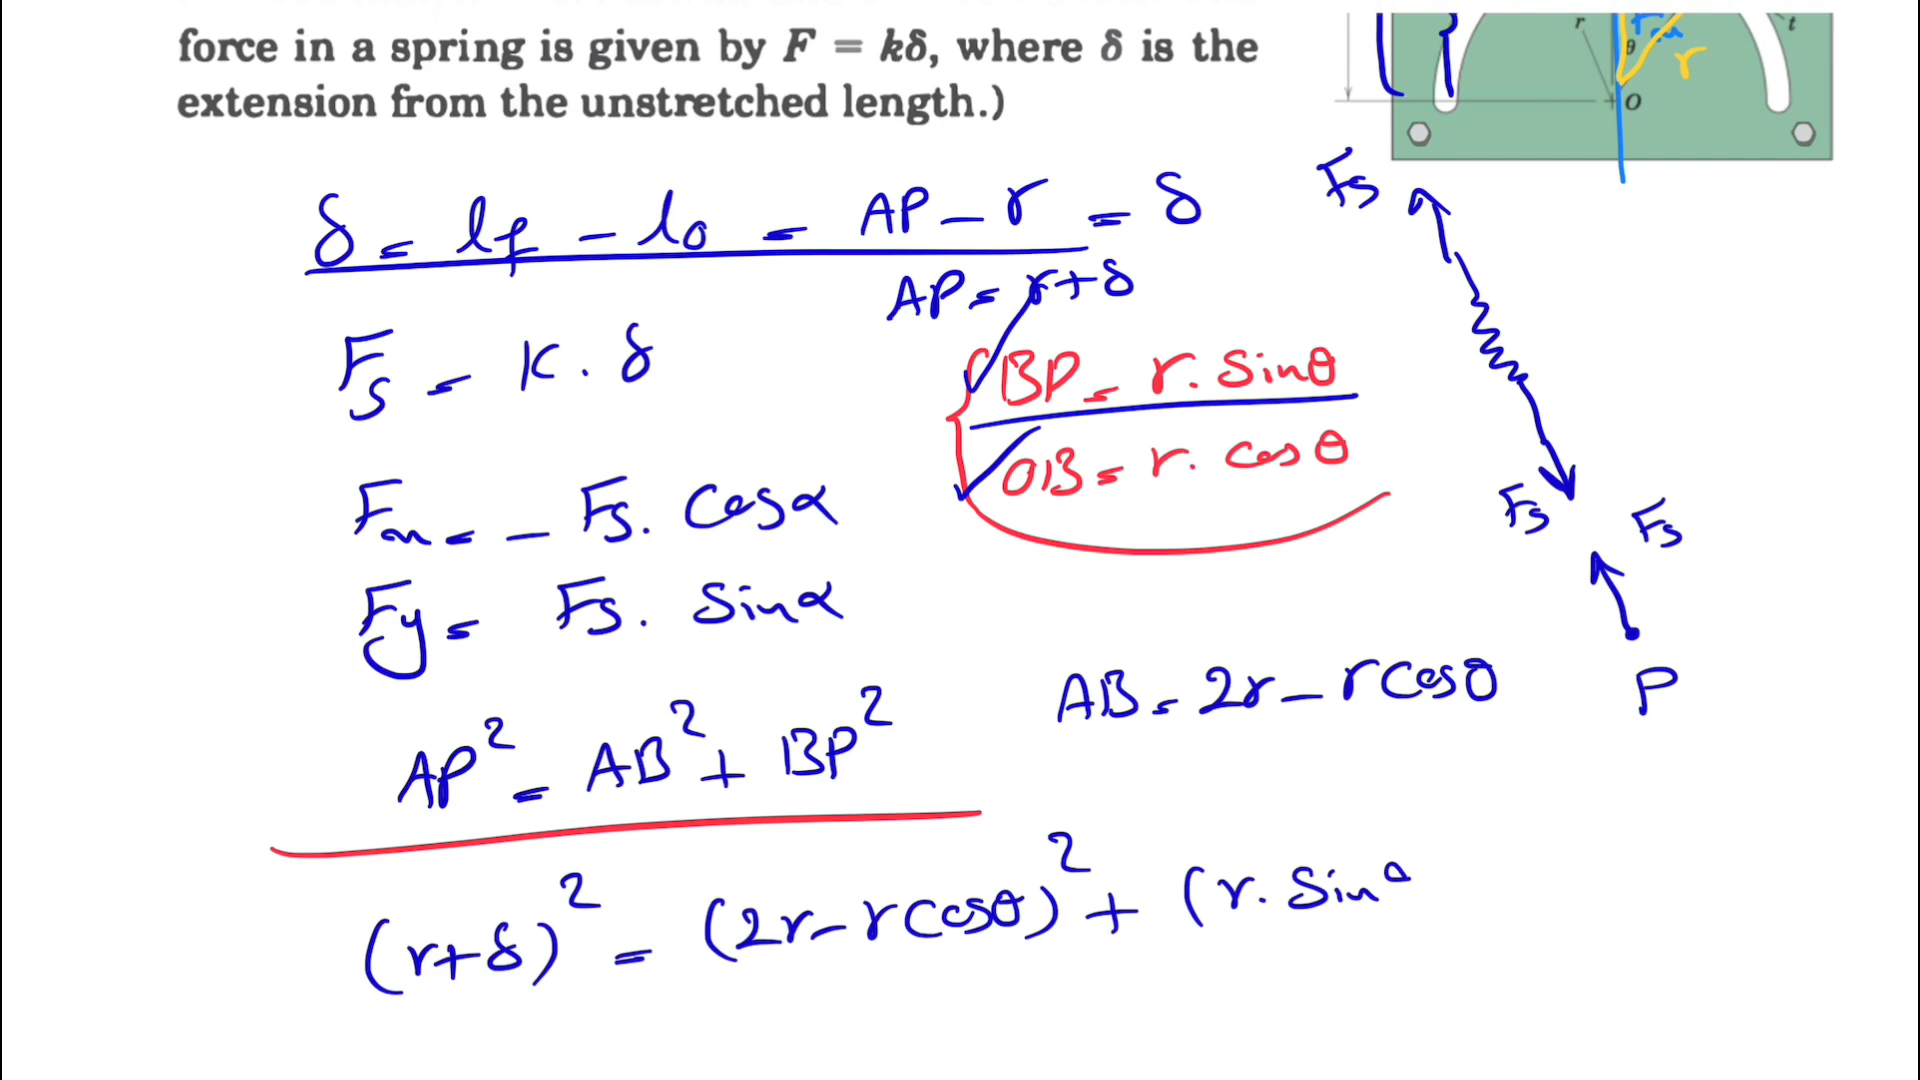 force in a spring is given by F = kδ, where δ is the
extension from the unstretched length.)
r
θ
r
t
O
δ = lf - lo = AP - r = δ
AP = r+δ
Fs
Fs = K . δ
BP = r. Sinθ
OB = r. cosθ
Fn = - Fs. Cosα
Fs
Fs
Fy = Fs. Sinα
P
AB = 2r - rcosθ
AP² = AB² + BP²
(r+δ)² = (2r - rcosθ)² + (r. Sin